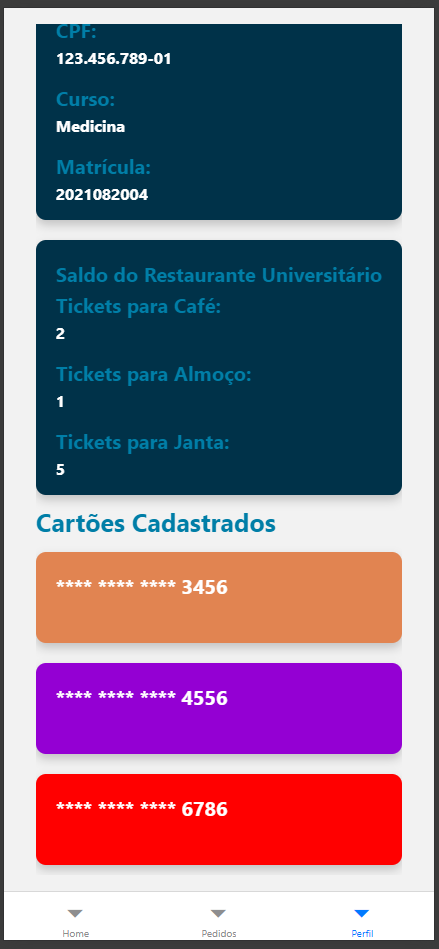 CPF:
123.456.789-01
Curso:
Medicina
Matrícula:
2021082004
Saldo do Restaurante Universitário
Tickets para Café:
2
Tickets para Almoço:
1
Tickets para Janta:
5
Cartões Cadastrados
**** **** **** 3456
**** **** **** 4556
**** **** **** 6786
Home
Pedidos
Perfil